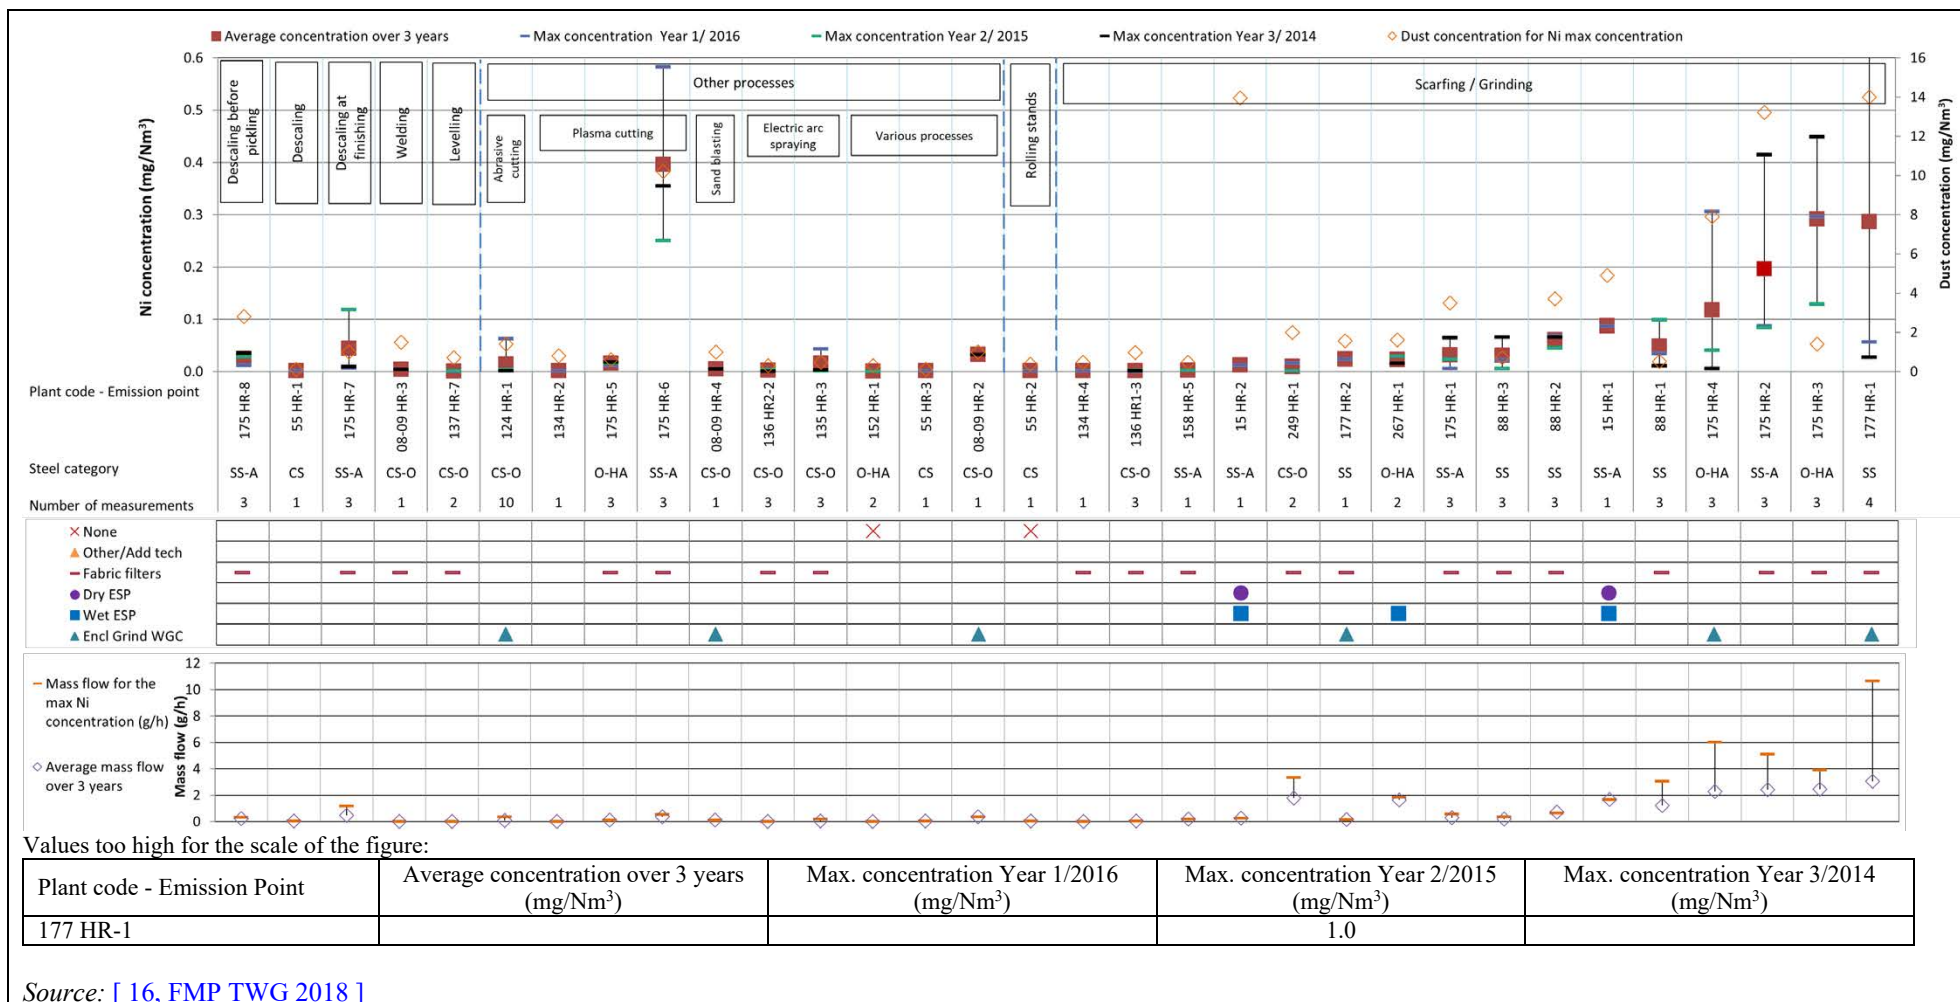 Average concentration over 3 years
Max concentration Year 1/ 2016
Max concentration Year 2/ 2015
Max concentration Year 3/ 2014
Dust concentration for Ni max concentration
Ni concentration (mg/Nm³)
0.6
0.5
0.4
0.3
0.2
0.1
0.0
Dust concentration (mg/Nm³)
16
14
12
10
8
6
4
2
0
Descaling before
pickling
Descaling
Descaling at
finishing
Welding
Levelling
Other processes
Abrasive
cutting
Plasma cutting
Sand blasting
Electric arc
spraying
Various processes
Rolling stands
Scarfing / Grinding
Plant code - Emission point
175 HR-8
55 HR-1
175 HR-7
08-09 HR-3
137 HR-7
124 HR-1
134 HR-2
175 HR-5
175 HR-6
08-09 HR-4
136 HR2-2
135 HR-3
152 HR-1
55 HR-3
08-09 HR-2
55 HR-2
134 HR-4
136 HR1-3
158 HR-5
15 HR-2
249 HR-1
177 HR-2
267 HR-1
175 HR-1
88 HR-3
88 HR-2
15 HR-1
88 HR-1
175 HR-4
175 HR-2
175 HR-3
177 HR-1
Steel category SS-A CS SS-A CS-O CS-O CS-O O-HA SS-A CS-O CS-O CS-O O-HA CS CS-O CS CS-O SS-A SS-A CS-O SS O-HA SS-A SS SS SS-A SS O-HA SS-A O-HA SS
Number of measurements 3 1 3 1 2 10 1 3 3 1 3 3 2 1 1 1 1 3 1 1 2 1 2 3 3 3 1 3 3 3 3 4
None
Other/Add tech
Fabric filters
Dry ESP
Wet ESP
Encl Grind WGC
Mass flow for the
max Ni
concentration (g/h)
Average mass flow
over 3 years
Mass flow (g/h)
12
10
8
6
4
2
0
Values too high for the scale of the figure:
Plant code - Emission Point
Average concentration over 3 years
(mg/Nm³)
Max. concentration Year 1/2016
(mg/Nm³)
Max. concentration Year 2/2015
(mg/Nm³)
Max. concentration Year 3/2014
(mg/Nm³)
177 HR-1 1.0
Source: [ 16, FMP TWG 2018 ]